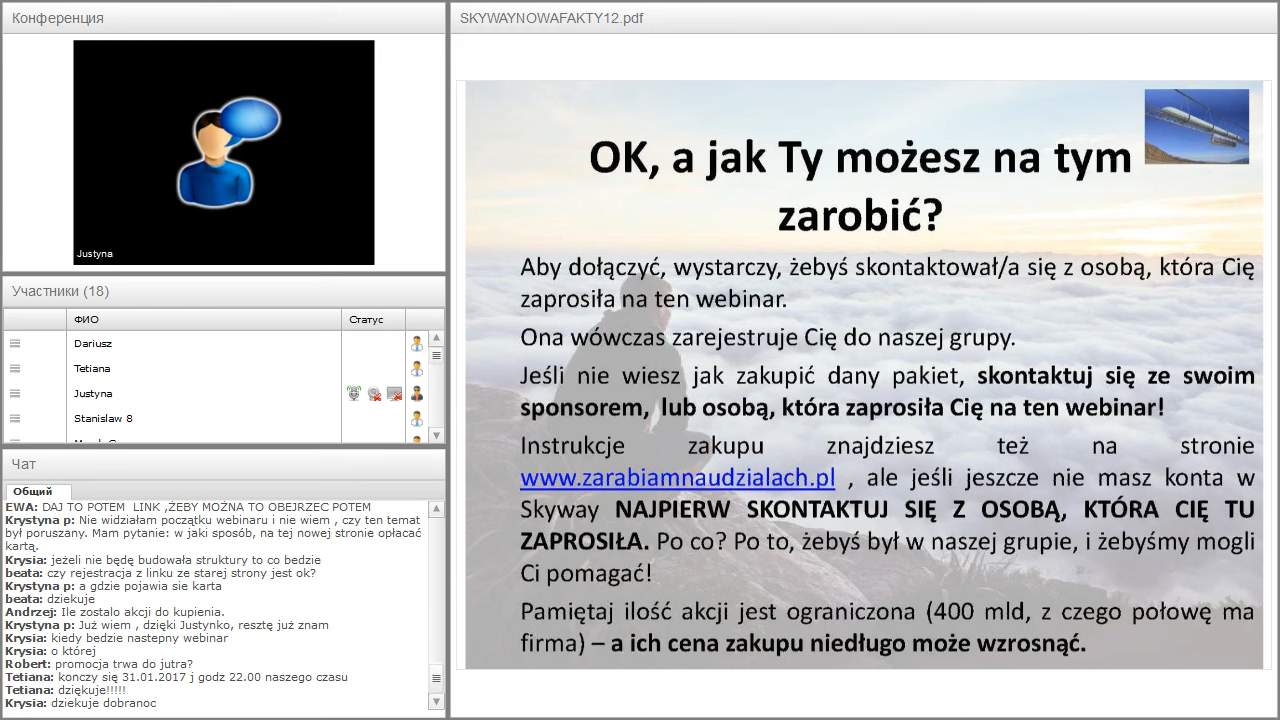 Конференция
Justyna
Участники (18)
ФИО
Статус
Dariusz
Tetiana
Justyna
Stanislaw 8
Чат
Общий
EWA: DAJ TO POTEM LINK ,ŻEBY MOŻNA TO OBEJRZEC POTEM
Krystyna p: Nie widziałam początku webinaru i nie wiem , czy ten temat
był poruszany. Mam pytanie: w jaki sposób, na tej nowej stronie opłacać
kartą.
Krysia: jeżeli nie będę budowała struktury to co bedzie
beata: czy rejestracja z linku ze starej strony jest ok?
Krystyna p: a gdzie pojawia sie karta
beata: dziekuje
Andrzej: Ile zostalo akcji do kupienia.
Krystyna p: Już wiem , dzięki Justynko, resztę już znam
Krysia: kiedy bedzie nastepny webinar
Krysia: o której
Robert: promocja trwa do jutra?
Tetiana: konczy się 31.01.2017 j godz 22.00 naszego czasu
Tetiana: dziękuje!!!!!
Krysia: dziekuje dobranoc
SKYWAYNOWAFAKTY12.pdf
OK, a jak Ty możesz na tym
zarobić?
Aby dołączyć, wystarczy, żebyś skontaktował/a się z osobą, która Cię
zaprosiła na ten webinar.
Ona wówczas zarejestruje Cię do naszej grupy.
Jeśli nie wiesz jak zakupić dany pakiet, skontaktuj się ze swoim
sponsorem, lub osobą, która zaprosiła Cię na ten webinar!
Instrukcje zakupu znajdziesz też na stronie
www.zarabiamnaudzialach.pl , ale jeśli jeszcze nie masz konta w
Skyway NAJPIERW SKONTAKTUJ SIĘ Z OSOBĄ, KTÓRA CIĘ TU
ZAPROSIŁA. Po co? Po to, żebyś był w naszej grupie, i żebyśmy mogli
Ci pomagać!
Pamiętaj ilość akcji jest ograniczona (400 mld, z czego połowę ma
firma) – a ich cena zakupu niedługo może wzrosnąć.